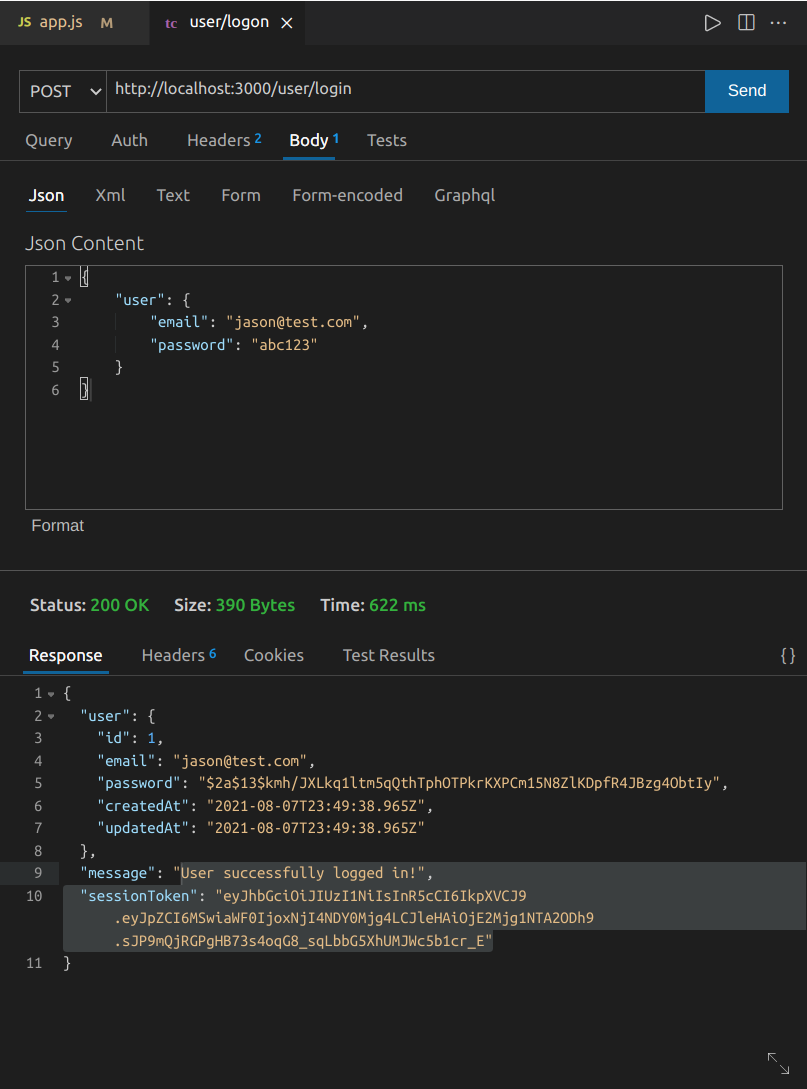 JS app.js M tc user/logon
POST http://localhost:3000/user/login Send
Query Auth Headers 2 Body 1 Tests
Json Xml Text Form Form-encoded Graphql
Json Content
1 {
2 "user": {
3 "email": "jason@test.com",
4 "password": "abc123"
5 }
6 }
Format
Status: 200 OK Size: 390 Bytes Time: 622 ms
Response Headers 6 Cookies Test Results {}
1 {
2 "user": {
3 "id": 1,
4 "email": "jason@test.com",
5 "password": "$2a$13$kmh/JXLkq1ltm5qQthTphOTPkrKXPCm15N8ZlKDpfR4JBzg4ObtIy",
6 "createdAt": "2021-08-07T23:49:38.965Z",
7 "updatedAt": "2021-08-07T23:49:38.965Z"
8 },
9 "message": "User successfully logged in!",
10 "sessionToken": "eyJhbGciOiJIUzI1NiIsInR5cCI6IkpXVCJ9
.eyJpZCI6MSwiaWF0IjoxNjI4NDY0Mjg4LCJleHAiOjE2Mjg1NTA2ODh9
.sJP9mQjRGPgHB73s4oqG8_sqLbbG5XhUMJWc5b1cr_E"
11 }